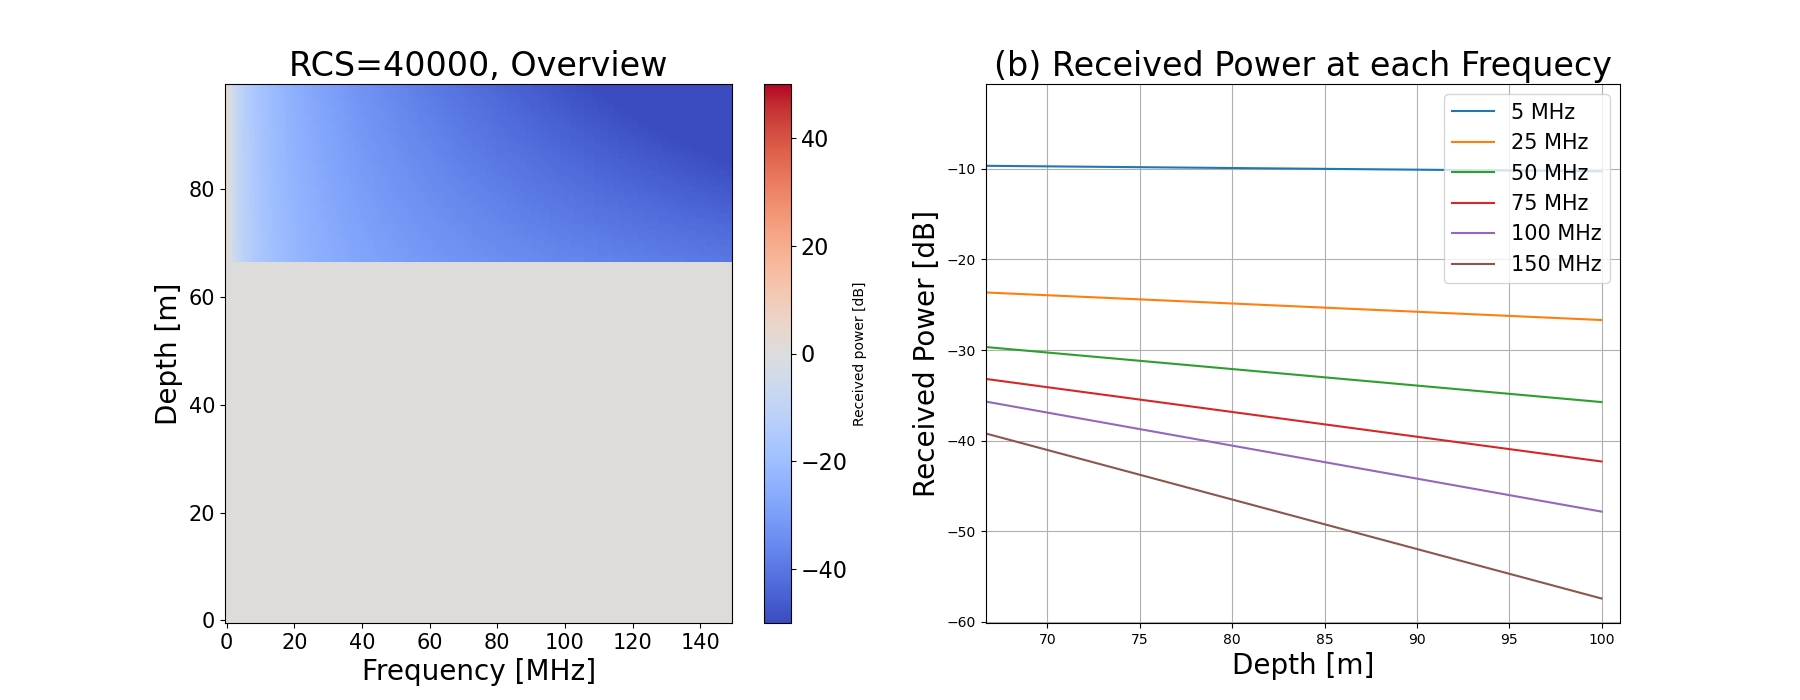 RCS=40000, Overview
80
60
40
20
0
Depth [m]
0 20 40 60 80 100 120 140
Frequency [MHz]
40
20
0
−20
−40
Received power [dB]
(b) Received Power at each Frequecy
5 MHz
25 MHz
50 MHz
75 MHz
100 MHz
150 MHz
−10
−20
−30
−40
−50
−60
Received Power [dB]
70 75 80 85 90 95 100
Depth [m]